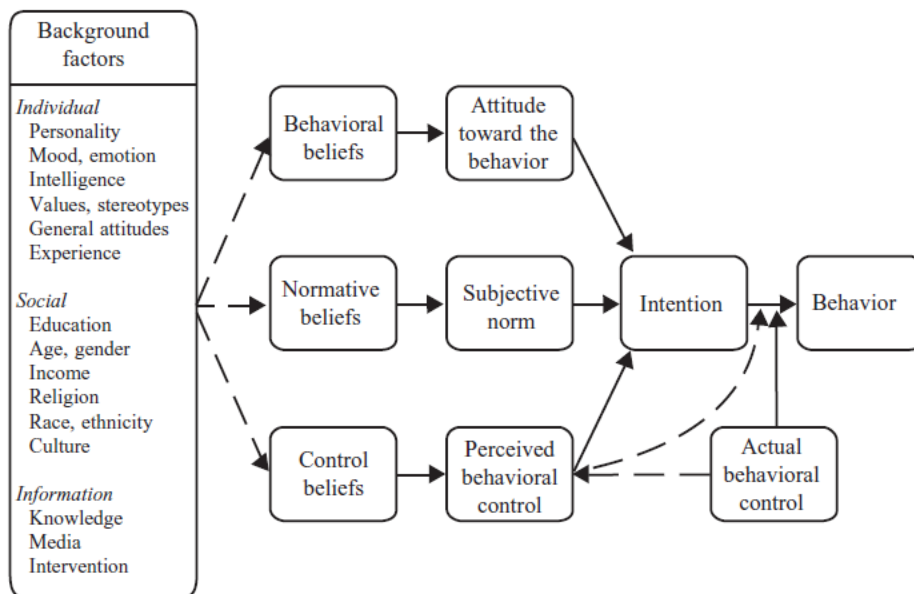 Background
factors
Individual
Personality
Mood, emotion
Intelligence
Values, stereotypes
General attitudes
Experience
Social
Education
Age, gender
Income
Religion
Race, ethnicity
Culture
Information
Knowledge
Media
Intervention
Behavioral
beliefs
Attitude
toward the
behavior
Normative
beliefs
Subjective
norm
Intention
Behavior
Control
beliefs
Perceived
behavioral
control
Actual
behavioral
control